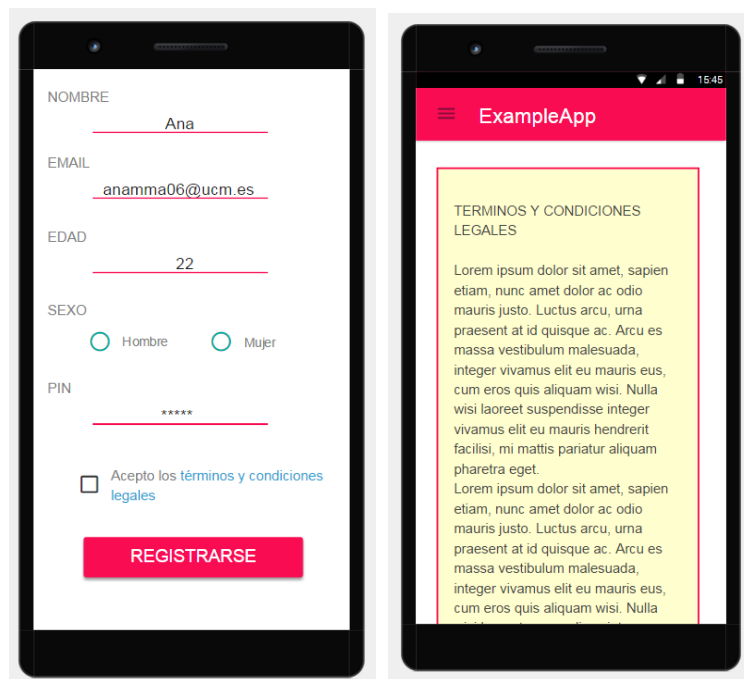 NOMBRE
Ana
EMAIL
anamma06@ucm.es
EDAD
22
SEXO
Hombre
Mujer
PIN
*****
Acepto los términos y condiciones
legales
REGISTRARSE
15:45
ExampleApp
TERMINOS Y CONDICIONES
LEGALES
Lorem ipsum dolor sit amet, sapien
etiam, nunc amet dolor ac odio
mauris justo. Luctus arcu, urna
praesent at id quisque ac. Arcu es
massa vestibulum malesuada,
integer vivamus elit eu mauris eus,
cum eros quis aliquam wisi. Nulla
wisi laoreet suspendisse integer
vivamus elit eu mauris hendrerit
facilisi, mi mattis pariatur aliquam
pharetra eget.
Lorem ipsum dolor sit amet, sapien
etiam, nunc amet dolor ac odio
mauris justo. Luctus arcu, urna
praesent at id quisque ac. Arcu es
massa vestibulum malesuada,
integer vivamus elit eu mauris eus,
cum eros quis aliquam wisi. Nulla